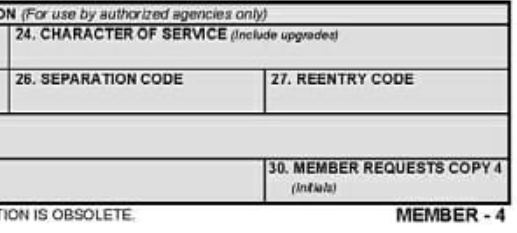 ON (For use by authorized agencies only)
24. CHARACTER OF SERVICE (Include upgrades)
26. SEPARATION CODE
27. REENTRY CODE
30. MEMBER REQUESTS COPY 4
(Initials)
TION IS OBSOLETE.
MEMBER - 4